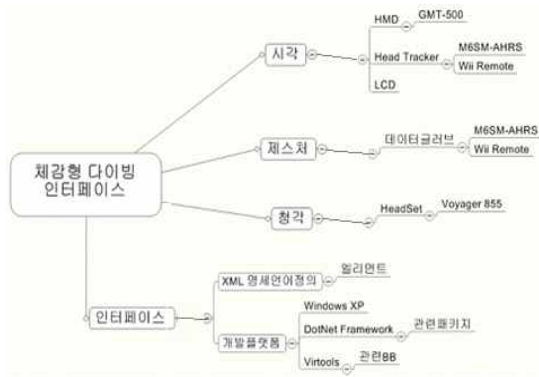 체감형 다이빙
인터페이스
시각
HMD
GMT-500
Head Tracker
M6SM-AHRS
Wii Remote
LCD
제스처
데이터글러브
M6SM-AHRS
Wii Remote
청각
HeadSet
Voyager 855
인터페이스
XML 명세언어정의
엘리먼트
개발플랫폼
Windows XP
DotNet Framework
관련패키지
Virtools
관련BB